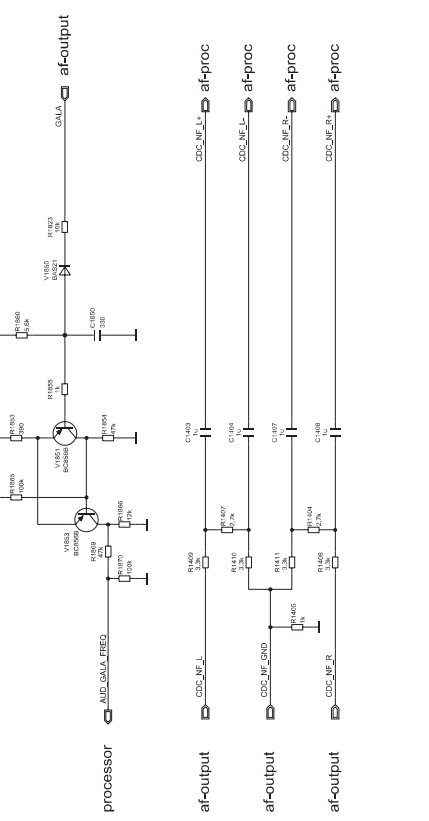 af-output
GALA
R1823
10k
V1850
BAS21
R1860
5,6k
C1850
330
R1855
1k
R1853
390
V1851
BC856B
R1854
47k
R1865
100k
V1853
BC856B
R1866
12k
R1869
47k
R1870
100k
AUD_GALA_FREQ
processor
af-proc
CDC_NF_L+
af-proc
CDC_NF_L-
af-proc
CDC_NF_R-
af-proc
CDC_NF_R+
C1403
1u
C1404
1u
C1407
1u
C1408
1u
R1407
2,7k
R1404
2,7k
R1409
3,3k
R1410
3,3k
R1411
3,3k
R1408
3,3k
R1405
1k
CDC_NF_L
CDC_NF_GND
CDC_NF_R
af-output
af-output
af-output